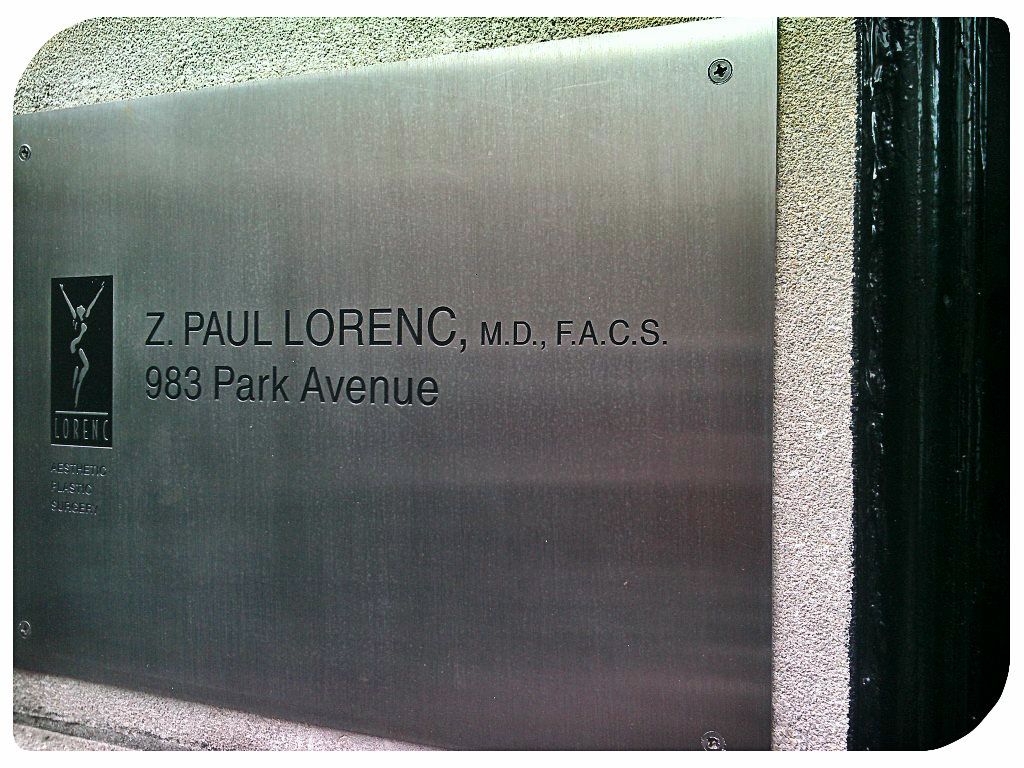 Z. PAUL LORENC, M.D., F.A.C.S.
983 Park Avenue
LORENC
AESTHETIC
PLASTIC
SURGERY